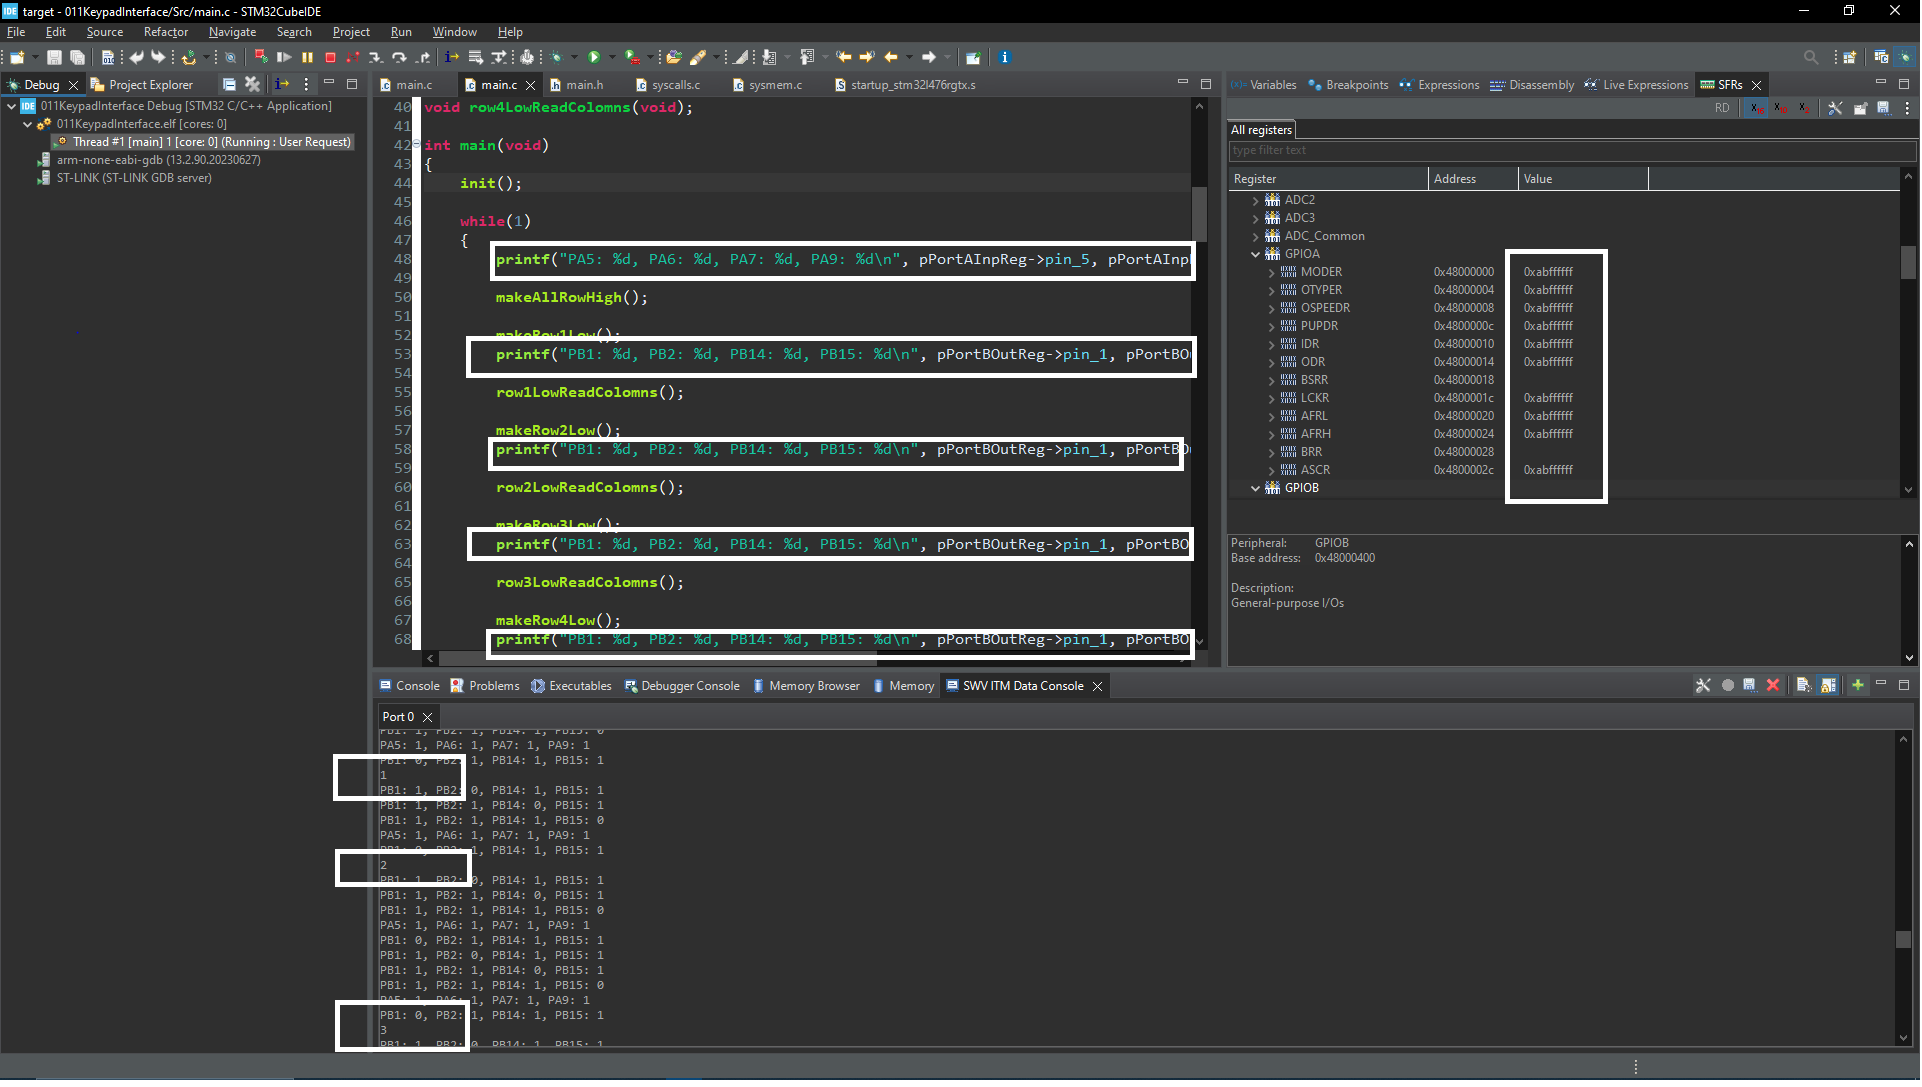 target - 011KeypadInterface/Src/main.c - STM32CubeIDE
File Edit Source Refactor Navigate Search Project Run Window Help
Debug Project Explorer
011KeypadInterface Debug [STM32 C/C++ Application]
011KeypadInterface.elf [cores: 0]
Thread #1 [main] 1 [core: 0] (Running : User Request)
arm-none-eabi-gdb (13.2.90.20230627)
ST-LINK (ST-LINK GDB server)
main.c main.c main.h syscalls.c sysmem.c startup_stm32l476rgtx.s
40 void row4LowReadColomns(void);
41
42 int main(void)
43 {
44 init();
45
46 while(1)
47 {
48 printf("PA5: %d, PA6: %d, PA7: %d, PA9: %d\n", pPortAInpReg->pin_5, pPortAInp
49
50 makeAllRowHigh();
51
52 makeRow1Low();
53 printf("PB1: %d, PB2: %d, PB14: %d, PB15: %d\n", pPortBOutReg->pin_1, pPortBO
54
55 row1LowReadColomns();
56
57 makeRow2Low();
58 printf("PB1: %d, PB2: %d, PB14: %d, PB15: %d\n", pPortBOutReg->pin_1, pPortBO
59
60 row2LowReadColomns();
61
62 makeRow3Low();
63 printf("PB1: %d, PB2: %d, PB14: %d, PB15: %d\n", pPortBOutReg->pin_1, pPortBO
64
65 row3LowReadColomns();
66
67 makeRow4Low();
68 printf("PB1: %d, PB2: %d, PB14: %d, PB15: %d\n", pPortBOutReg->pin_1, pPortBO
Variables Breakpoints Expressions Disassembly Live Expressions SFRs
RD X16 X10 X2
All registers
type filter text
Register Address Value
ADC2
ADC3
ADC_Common
GPIOA
MODER 0x48000000 0xabffffff
OTYPER 0x48000004 0xabffffff
OSPEEDR 0x48000008 0xabffffff
PUPDR 0x4800000c 0xabffffff
IDR 0x48000010 0xabffffff
ODR 0x48000014 0xabffffff
BSRR 0x48000018
LCKR 0x4800001c 0xabffffff
AFRL 0x48000020 0xabffffff
AFRH 0x48000024 0xabffffff
BRR 0x48000028
ASCR 0x4800002c 0xabffffff
GPIOB
Peripheral: GPIOB
Base address: 0x48000400
Description:
General-purpose I/Os
Console Problems Executables Debugger Console Memory Browser Memory SWV ITM Data Console
Port 0
PB1: 1, PB2: 1, PB14: 1, PB15: 0
PA5: 1, PA6: 1, PA7: 1, PA9: 1
PB1: 0, PB2: 1, PB14: 1, PB15: 1
1
PB1: 1, PB2: 0, PB14: 1, PB15: 1
PB1: 1, PB2: 1, PB14: 0, PB15: 1
PB1: 1, PB2: 1, PB14: 1, PB15: 0
PA5: 1, PA6: 1, PA7: 1, PA9: 1
PB1: 0, PB2: 1, PB14: 1, PB15: 1
2
PB1: 1, PB2: 0, PB14: 1, PB15: 1
PB1: 1, PB2: 1, PB14: 0, PB15: 1
PB1: 1, PB2: 1, PB14: 1, PB15: 0
PA5: 1, PA6: 1, PA7: 1, PA9: 1
PB1: 0, PB2: 1, PB14: 1, PB15: 1
PB1: 1, PB2: 0, PB14: 1, PB15: 1
PB1: 1, PB2: 1, PB14: 0, PB15: 1
PB1: 1, PB2: 1, PB14: 1, PB15: 0
PA5: 1, PA6: 1, PA7: 1, PA9: 1
PB1: 0, PB2: 1, PB14: 1, PB15: 1
3
PB1: 1, PB2: 0, PB14: 1, PB15: 1